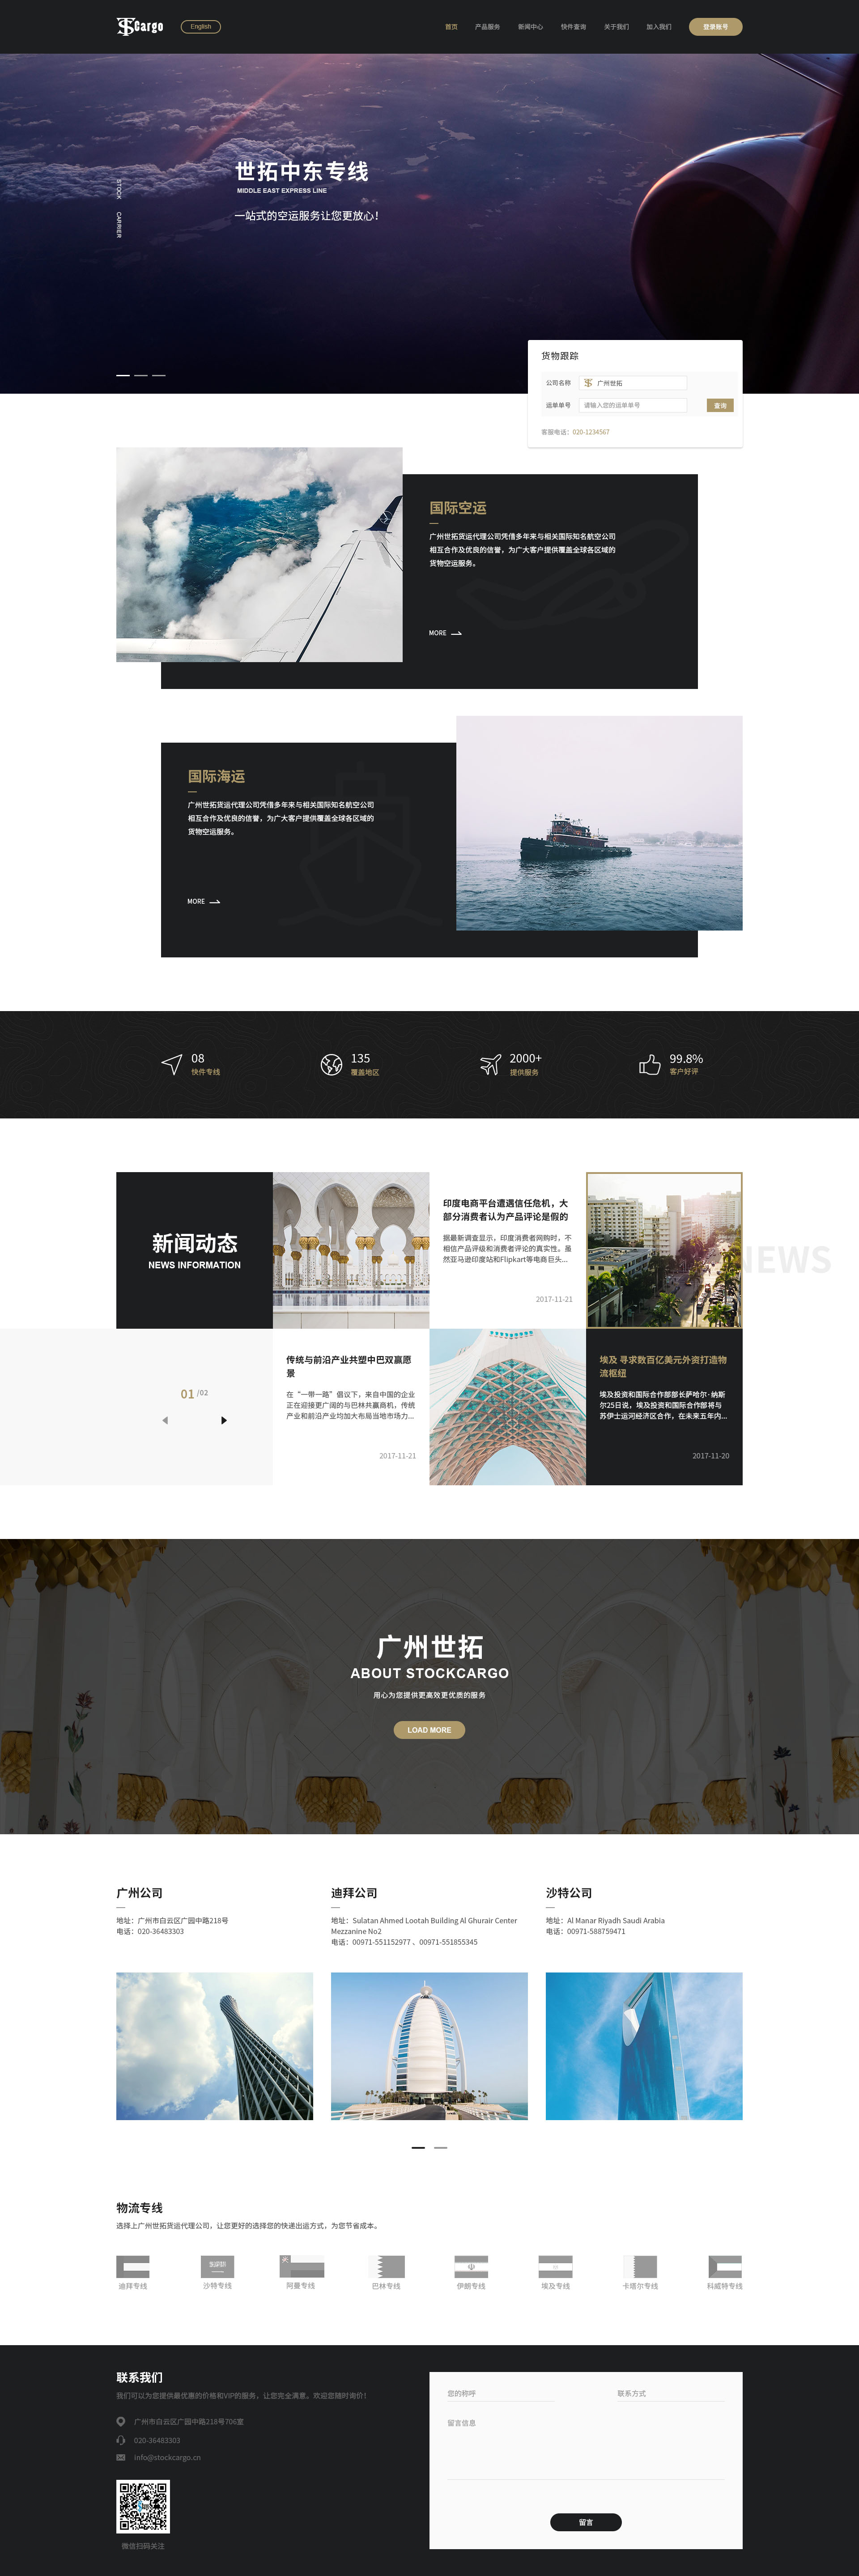 TSCargo
English
首页 产品服务 新闻中心 快件查询 关于我们 加入我们 登录账号
STOCK CARRIER
世拓中东专线
MIDDLE EAST EXPRESS LINE
一站式的空运服务让您更放心！
货物跟踪
公司名称 广州世拓
运单单号 请输入您的运单单号 查询
客服电话：020-1234567
国际空运
广州世拓货运代理公司凭借多年来与相关国际知名航空公司
相互合作及优良的信誉，为广大客户提供覆盖全球各区域的
货物空运服务。
MORE
国际海运
广州世拓货运代理公司凭借多年来与相关国际知名航空公司
相互合作及优良的信誉，为广大客户提供覆盖全球各区域的
货物空运服务。
MORE
08
快件专线
135
覆盖地区
2000+
提供服务
99.8%
客户好评
新闻动态
NEWS INFORMATION
印度电商平台遭遇信任危机，大
部分消费者认为产品评论是假的
据最新调查显示，印度消费者网购时，不
相信产品评级和消费者评论的真实性。虽
然亚马逊印度站和Flipkart等电商巨头...
2017-11-21
NEWS
01 /02
传统与前沿产业共塑中巴双赢愿
景
在“一带一路”倡议下，来自中国的企业
正在迎接更广阔的与巴林共赢商机，传统
产业和前沿产业均加大布局当地市场力...
2017-11-21
埃及 寻求数百亿美元外资打造物
流枢纽
埃及投资和国际合作部部长萨哈尔·纳斯
尔25日说，埃及投资和国际合作部将与
苏伊士运河经济区合作，在未来五年内...
2017-11-20
广州世拓
ABOUT STOCKCARGO
用心为您提供更高效更优质的服务
LOAD MORE
广州公司
地址：广州市白云区广园中路218号
电话：020-36483303
迪拜公司
地址：Sulatan Ahmed Lootah Building Al Ghurair Center
Mezzanine No2
电话：00971-551152977 、00971-551855345
沙特公司
地址：Al Manar Riyadh Saudi Arabia
电话：00971-588759471
物流专线
选择上广州世拓货运代理公司，让您更好的选择您的快递出运方式，为您节省成本。
迪拜专线 沙特专线 阿曼专线 巴林专线 伊朗专线 埃及专线 卡塔尔专线 科威特专线
联系我们
我们可以为您提供最优惠的价格和VIP的服务，让您完全满意。欢迎您随时询价！
广州市白云区广园中路218号706室
020-36483303
info@stockcargo.cn
微信扫码关注
您的称呼 联系方式
留言信息
留言